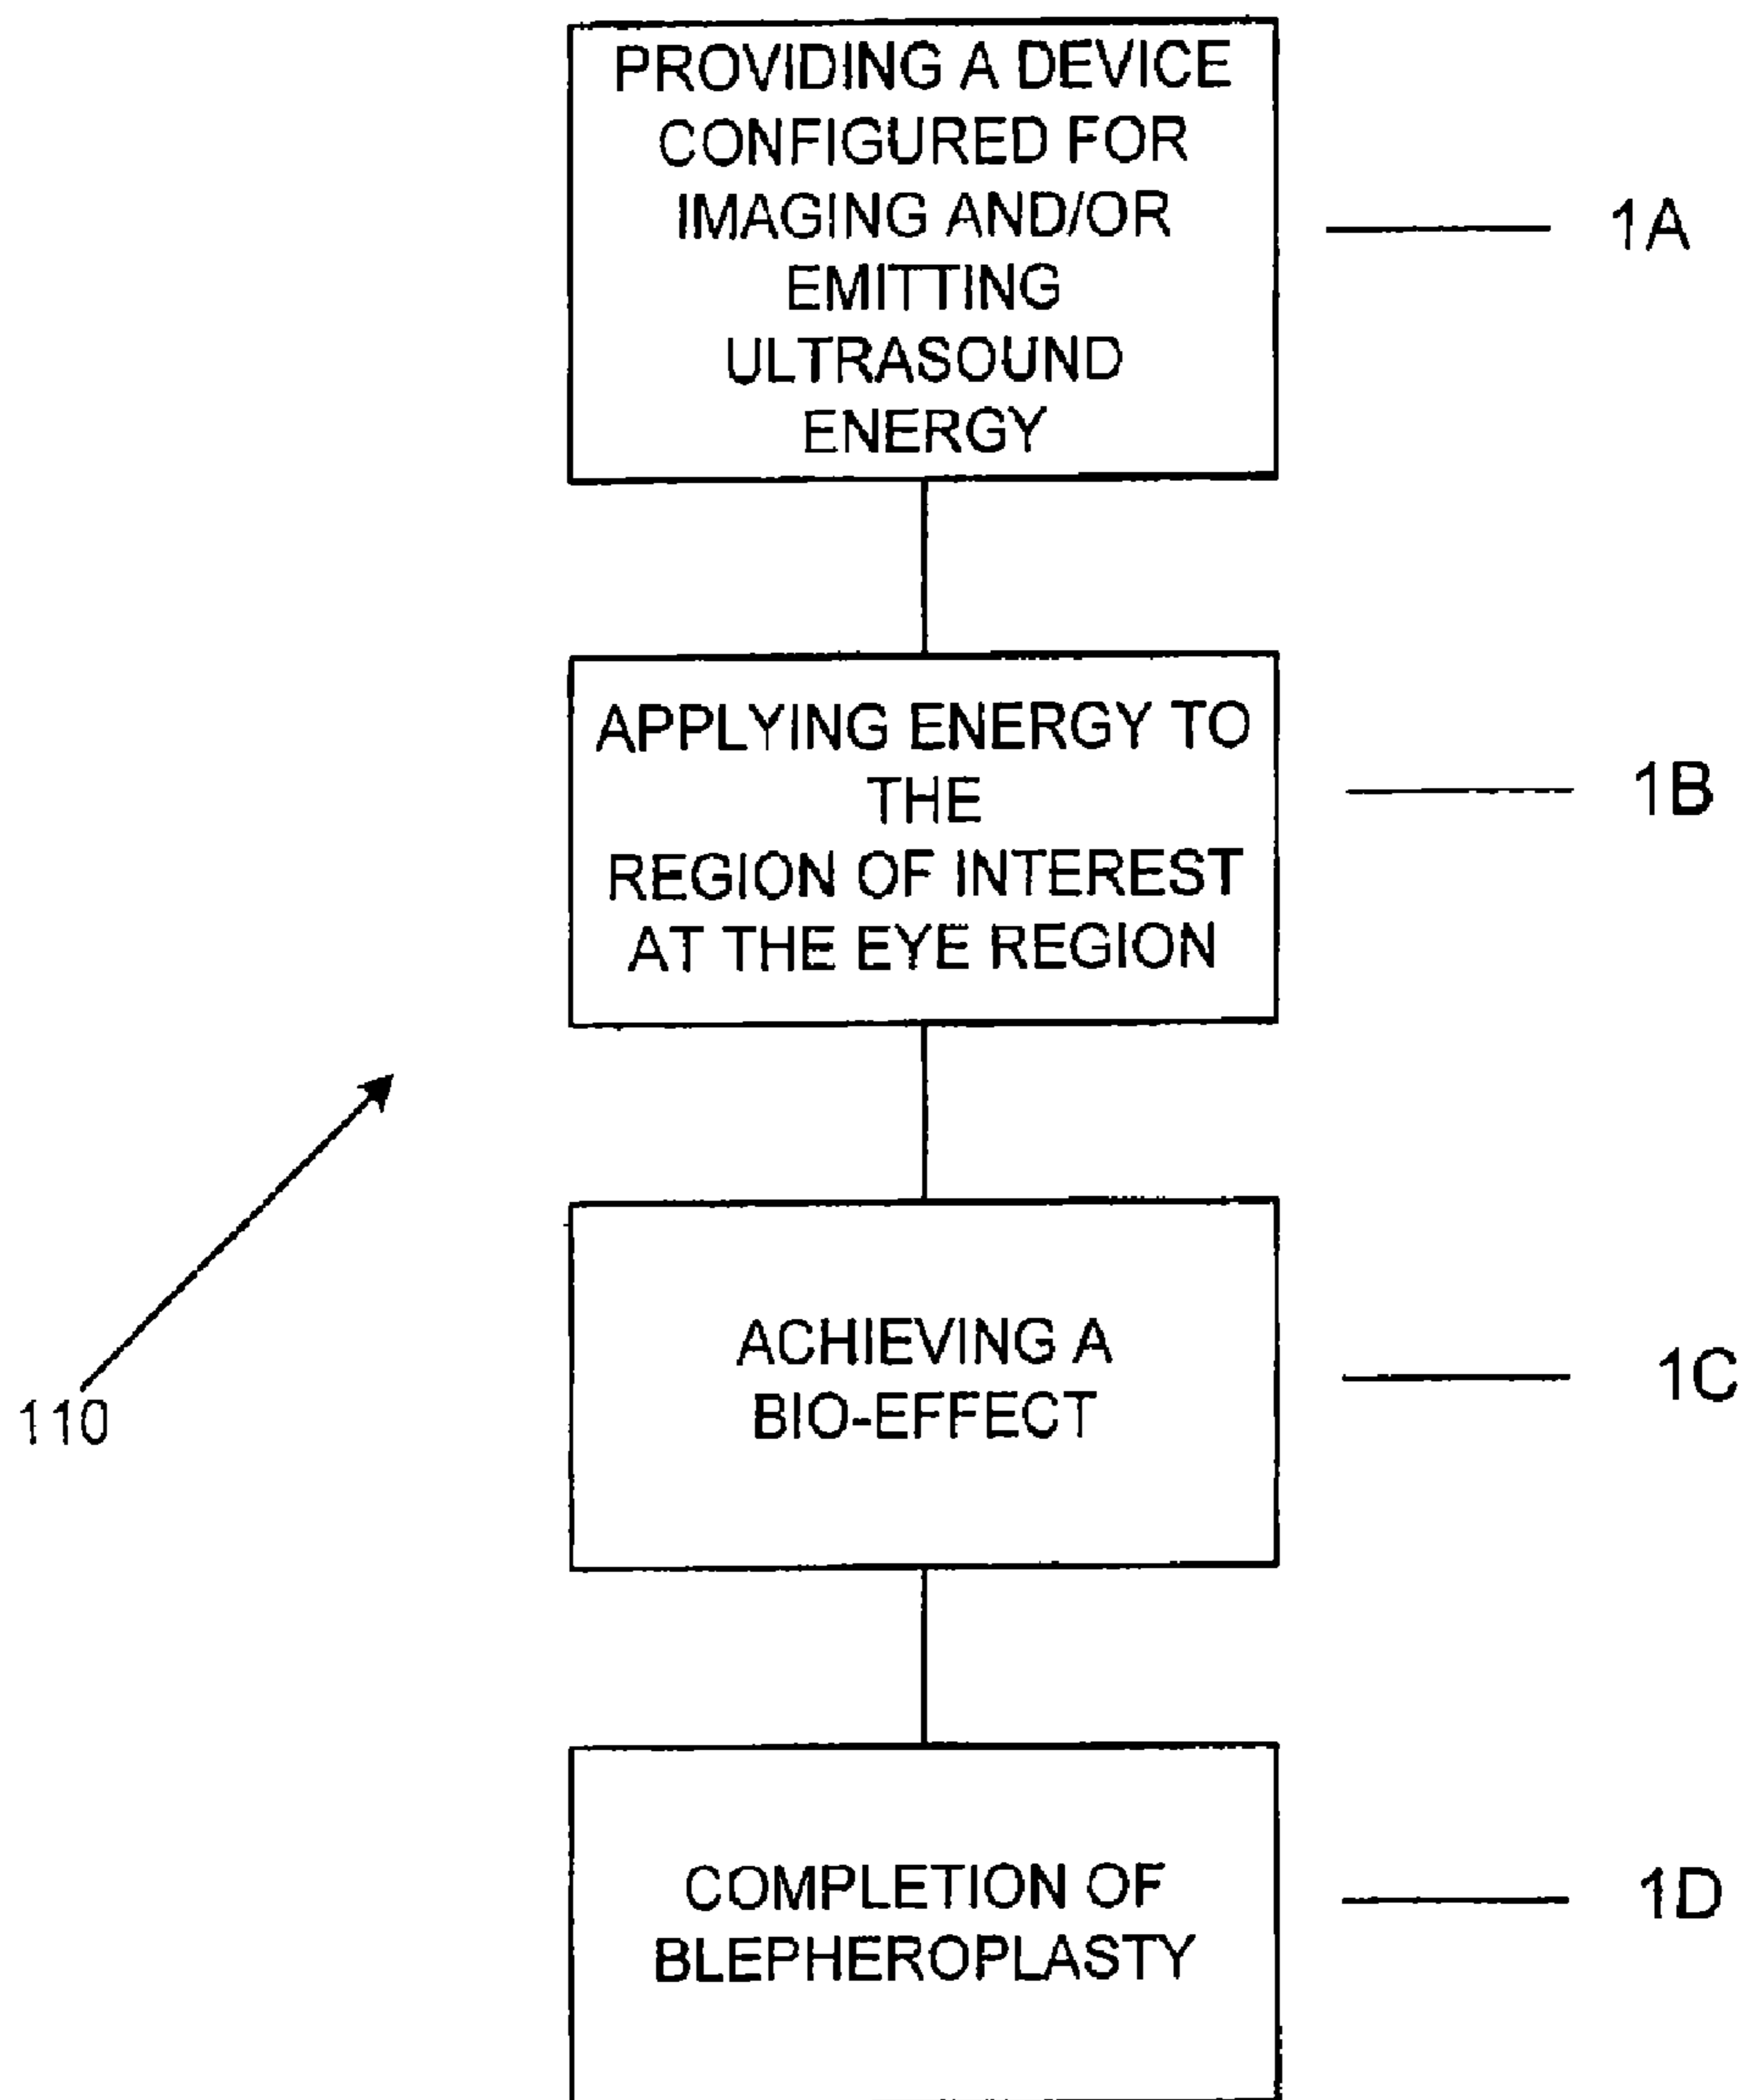 PROVIDING A DEVICE
CONFIGURED FOR
IMAGING AND/OR
EMITTING
ULTRASOUND
ENERGY
1A
APPLYING ENERGY TO
THE
REGION OF INTEREST
AT THE EYE REGION
1B
ACHIEVING A
BIO-EFFECT
1C
110
COMPLETION OF
BLEPHEROPLASTY
1D